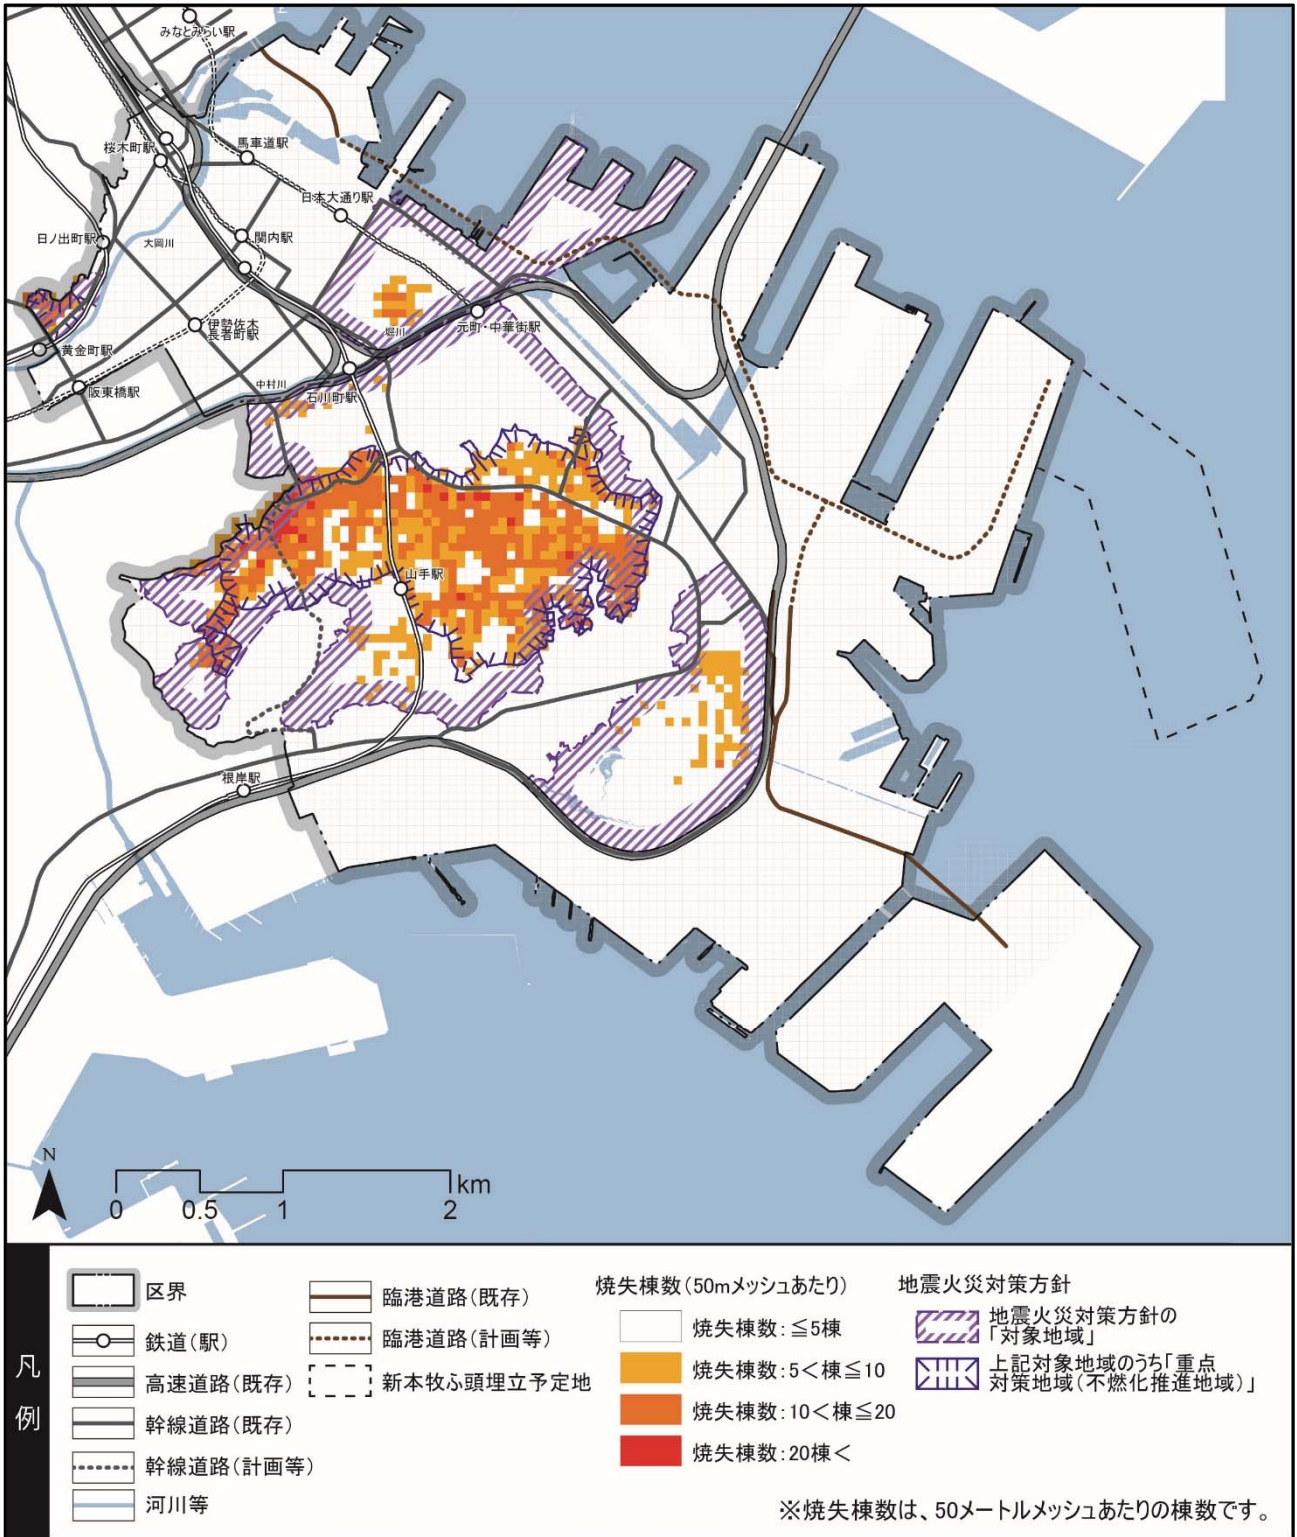 みなとみらい駅
桜木町駅
馬車道駅
日本大通り駅
日ノ出町駅
大岡川
関内駅
伊勢佐木
長者町駅
堀川
元町・中華街駅
黄金町駅
阪東橋駅
中村川
石川町駅
山手駅
根岸駅
N
0 0.5 1 2
km
凡例
区界
鉄道(駅)
高速道路(既存)
幹線道路(既存)
幹線道路(計画等)
河川等
臨港道路(既存)
臨港道路(計画等)
新本牧ふ頭埋立予定地
焼失棟数(50mメッシュあたり)
焼失棟数:≦5棟
焼失棟数:5<棟≦10
焼失棟数:10<棟≦20
焼失棟数:20棟<
地震火災対策方針
地震火災対策方針の
「対象地域」
上記対象地域のうち「重点
対策地域(不燃化推進地域)」
※焼失棟数は、50メートルメッシュあたりの棟数です。